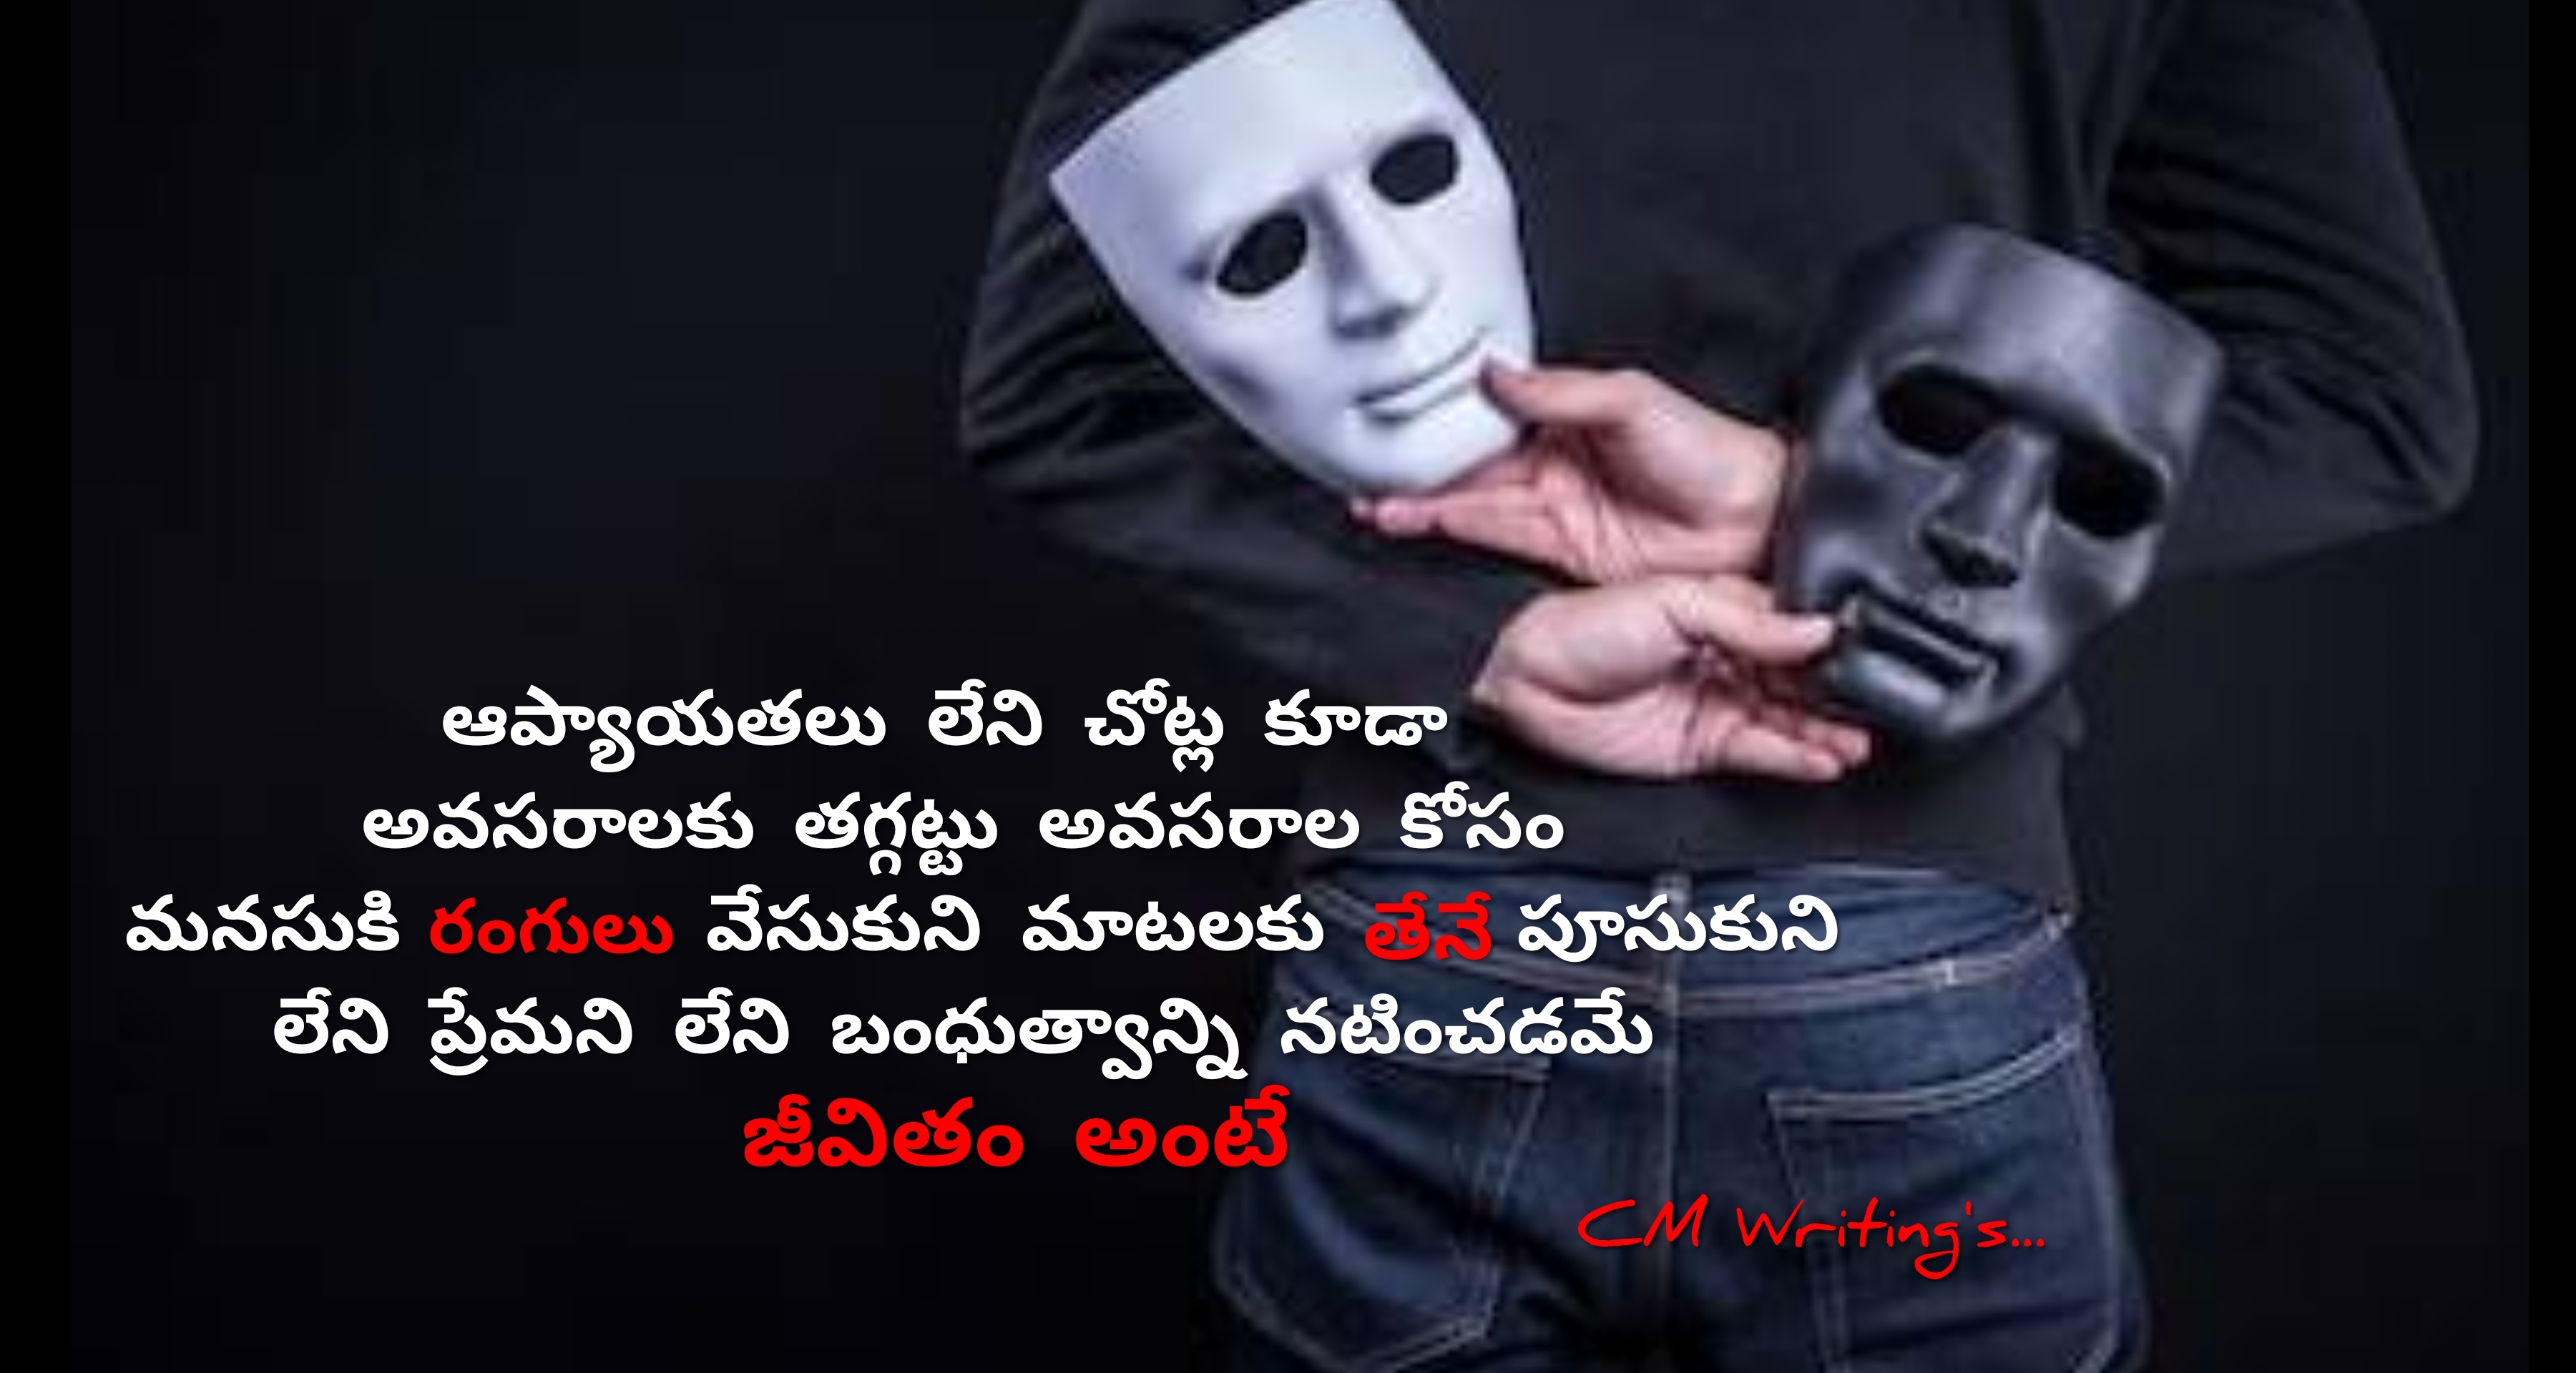 ఆప్యాయతలు లేని చోట్ల కూడా
అవసరాలకు తగ్గట్టు అవసరాల కోసం
మనసుకి రంగులు వేసుకుని మాటలకు తేనే పూసుకుని
లేని ప్రేమని లేని బంధుత్వాన్ని నటించడమే
జీవితం అంటే
CM Writing's...